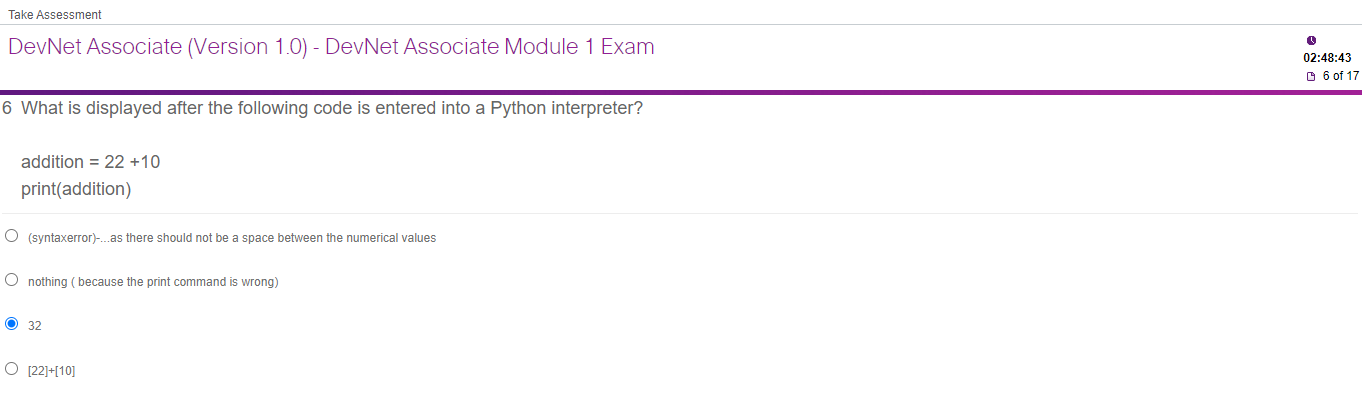 Take Assessment
DevNet Associate (Version 1.0) - DevNet Associate Module 1 Exam
02:48:43
6 of 17
6 What is displayed after the following code is entered into a Python interpreter?
addition = 22 +10
print(addition)
(syntaxerror)-...as there should not be a space between the numerical values
nothing ( because the print command is wrong)
32
[22]+[10]